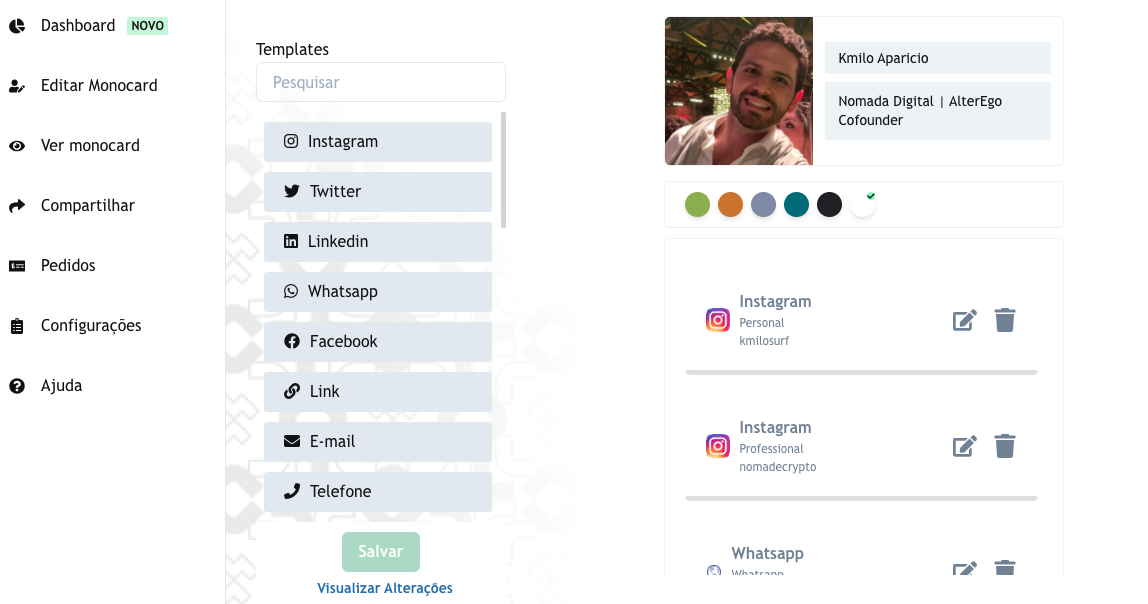 Dashboard NOVO
Editar Monocard
Ver monocard
Compartilhar
Pedidos
Configurações
Ajuda
Templates
Pesquisar
Instagram
Twitter
Linkedin
Whatsapp
Facebook
Link
E-mail
Telefone
Salvar
Visualizar Alterações
Kmilo Aparicio
Nomada Digital | AlterEgo
Cofounder
Instagram
Personal
kmilosurf
Instagram
Professional
nomadecrypto
Whatsapp
Whatsapp